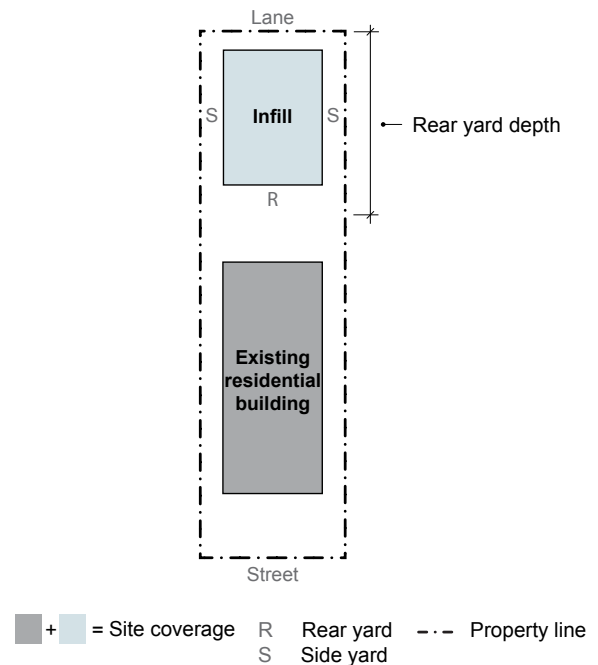 Lane
S
Infill
S
Rear yard depth
R
Existing
residential
building
Street
+ = Site coverage
R Rear yard
Property line
S Side yard